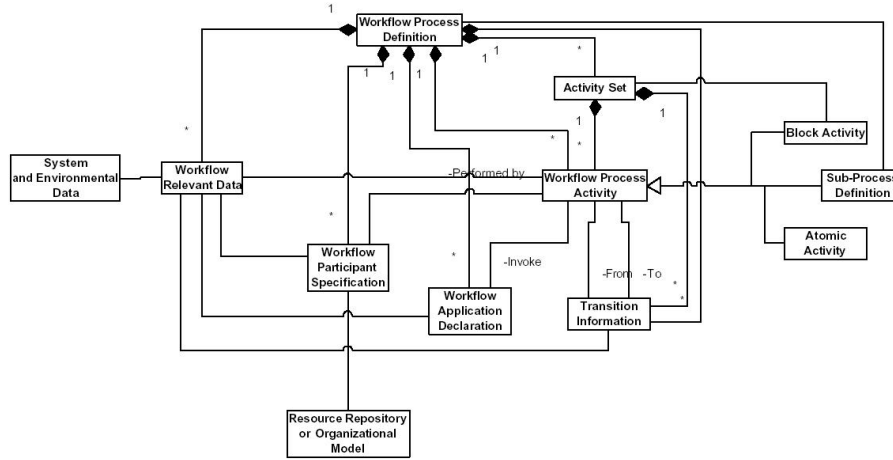 1
Workflow Process
Definition
1
1
1
1
1
*
Activity Set
1
1
*
*
*
Block Activity
System
and Environmental
Data
Workflow
Relevant Data
-Performed by
Workflow Process
Activity
Sub-Process
Definition
*
Atomic
Activity
Workflow
Participant
Specification
*
-Invoke
-From
-To
*
*
Workflow
Application
Declaration
Transition
Information
Resource Repository
or Organizational
Model